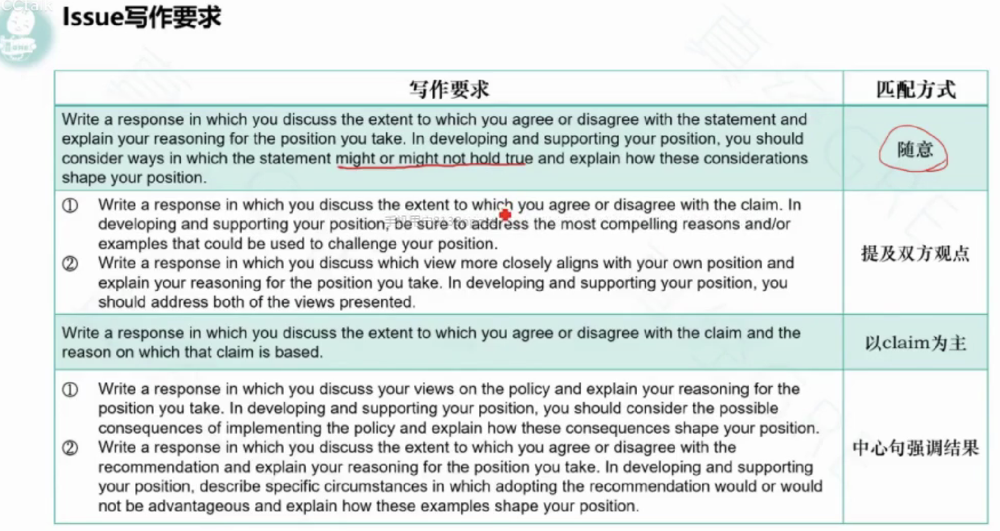 CCtalk
Issue写作要求
写作要求
匹配方式
Write a response in which you discuss the extent to which you agree or disagree with the statement and
explain your reasoning for the position you take. In developing and supporting your position, you should
consider ways in which the statement might or might not hold true and explain how these considerations
shape your position.
随意
① Write a response in which you discuss the extent to which you agree or disagree with the claim. In
developing and supporting your position, be sure to address the most compelling reasons and/or
examples that could be used to challenge your position.
② Write a response in which you discuss which view more closely aligns with your own position and
explain your reasoning for the position you take. In developing and supporting your position, you
should address both of the views presented.
提及双方观点
Write a response in which you discuss the extent to which you agree or disagree with the claim and the
reason on which that claim is based.
以claim为主
① Write a response in which you discuss your views on the policy and explain your reasoning for the
position you take. In developing and supporting your position, you should consider the possible
consequences of implementing the policy and explain how these consequences shape your position.
② Write a response in which you discuss the extent to which you agree or disagree with the
recommendation and explain your reasoning for the position you take. In developing and supporting
your position, describe specific circumstances in which adopting the recommendation would or would
not be advantageous and explain how these examples shape your position.
中心句强调结果